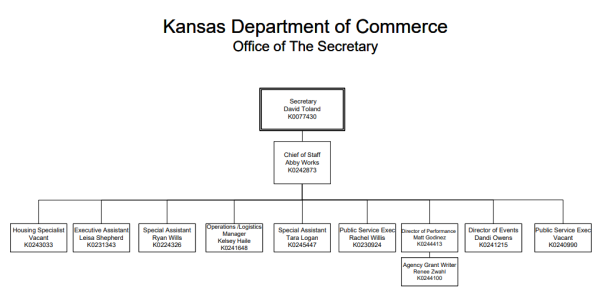 Kansas Department of Commerce
Office of The Secretary
Secretary
David Toland
K0077430
Chief of Staff
Abby Works
K0242873
Housing Specialist
Vacant
K0243033
Executive Assistant
Leisa Shepherd
K0231343
Special Assistant
Ryan Wills
K0224326
Operations /Logistics
Manager
Kelsey Haile
K0241648
Special Assistant
Tara Logan
K0245447
Public Service Exec
Rachel Willis
K0230924
Director of Performance
Matt Godinez
K0244413
Agency Grant Writer
Renee Zwahl
K0244100
Director of Events
Dandi Owens
K0241215
Public Service Exec
Vacant
K0240990